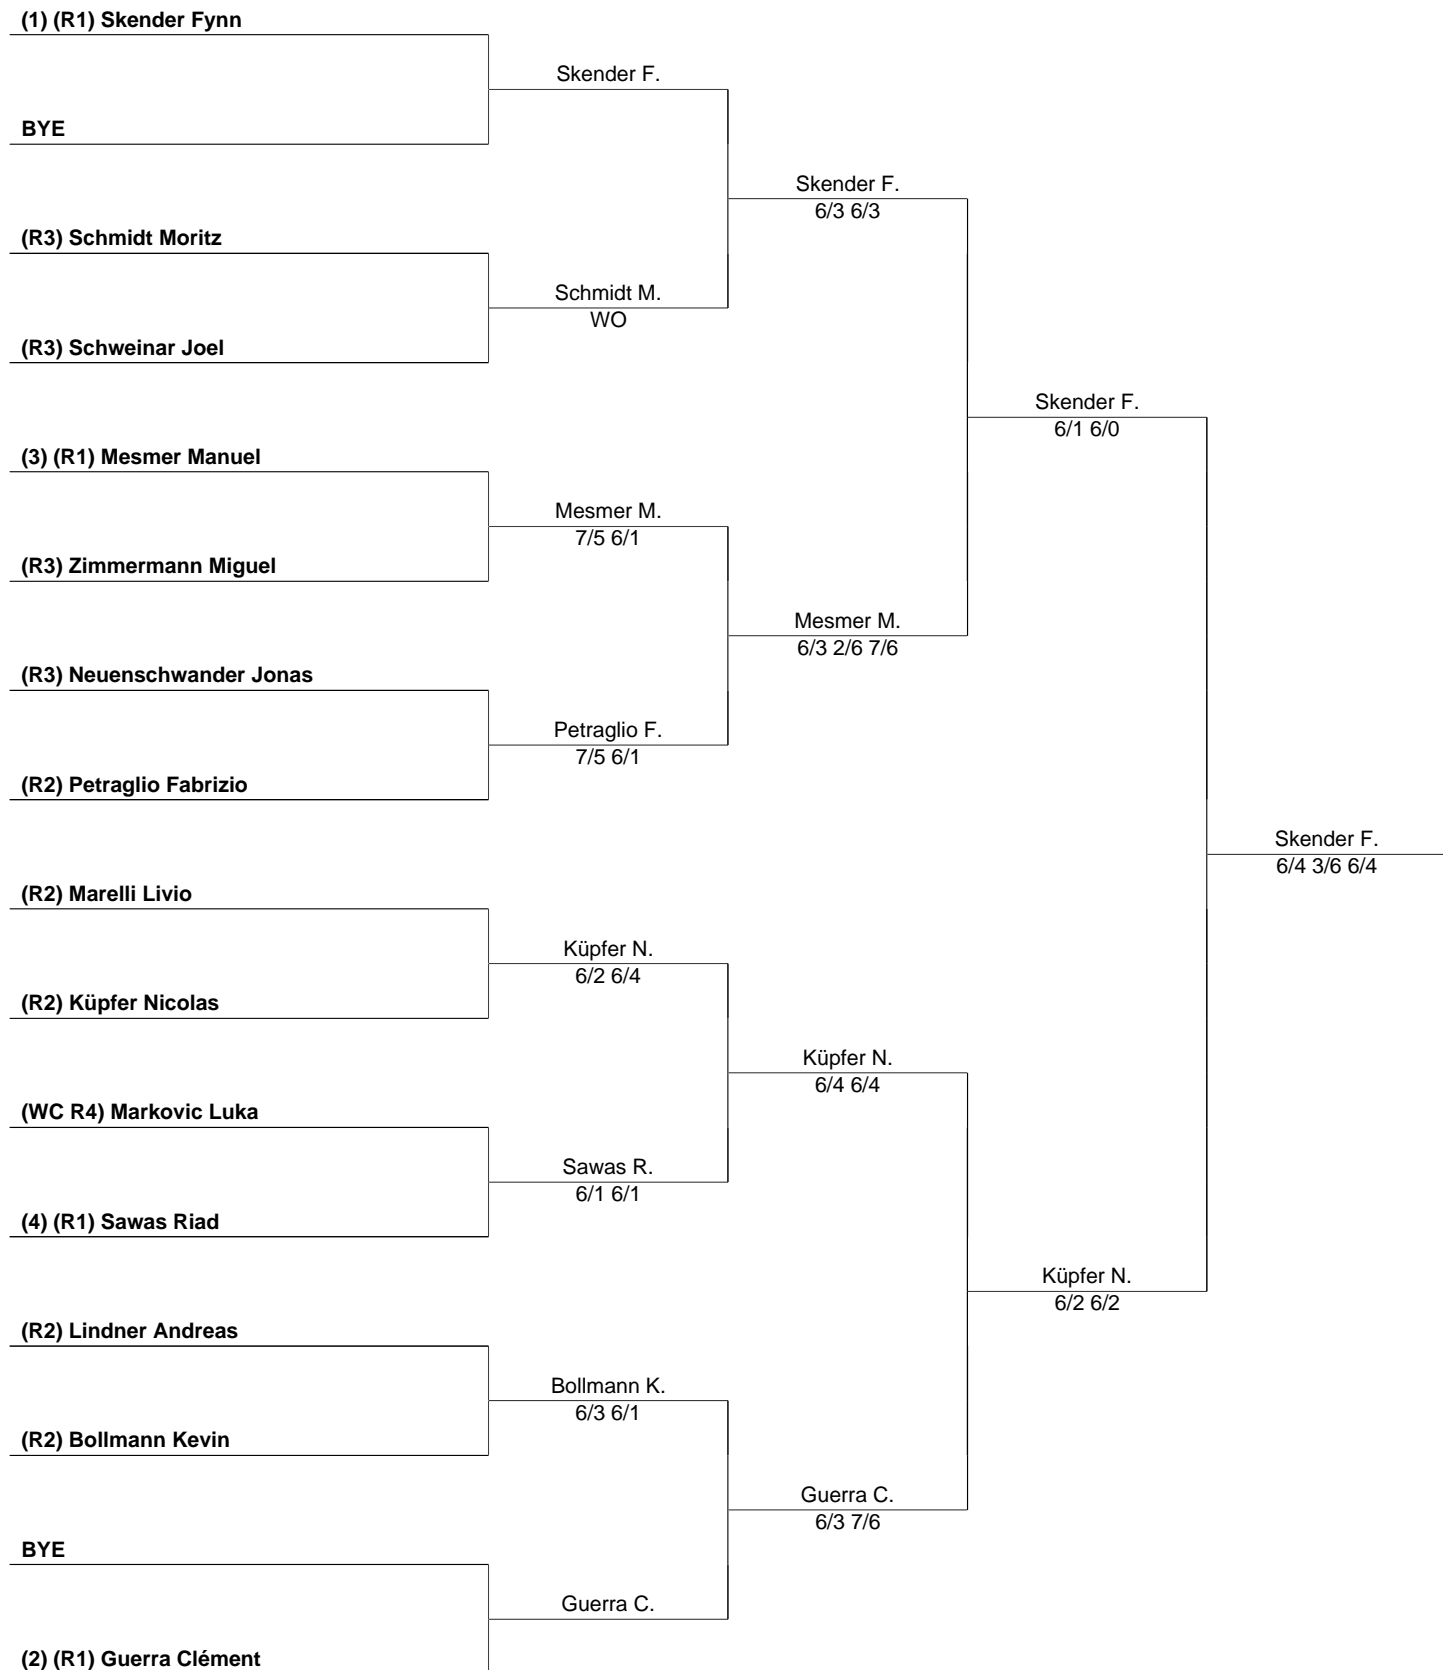 (1) (R1) Skender Fynn
Skender F.
BYE
Skender F.
6/3 6/3
(R3) Schmidt Moritz
Schmidt M.
WO
(R3) Schweinar Joel
Skender F.
6/1 6/0
(3) (R1) Mesmer Manuel
Mesmer M.
7/5 6/1
(R3) Zimmermann Miguel
Mesmer M.
6/3 2/6 7/6
(R3) Neuenschwander Jonas
Petraglio F.
7/5 6/1
(R2) Petraglio Fabrizio
Skender F.
6/4 3/6 6/4
(R2) Marelli Livio
Küpfer N.
6/2 6/4
(R2) Küpfer Nicolas
Küpfer N.
6/4 6/4
(WC R4) Markovic Luka
Sawas R.
6/1 6/1
(4) (R1) Sawas Riad
Küpfer N.
6/2 6/2
(R2) Lindner Andreas
Bollmann K.
6/3 6/1
(R2) Bollmann Kevin
Guerra C.
6/3 7/6
BYE
Guerra C.
(2) (R1) Guerra Clément